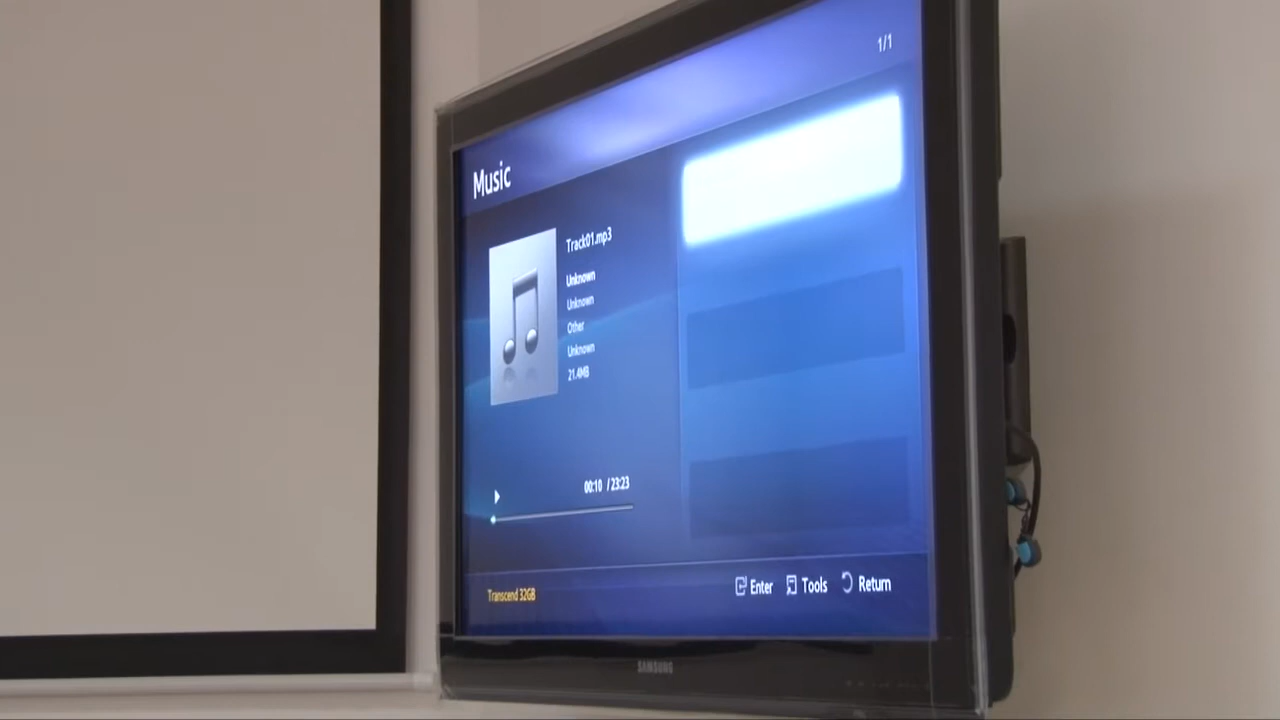 1/1
Music
Track01.mp3
Unknown
Unknown
Other
Unknown
21.4MB
00:10 / 23:23
Transcend 32GB
Enter Tools Return
SAMSUNG